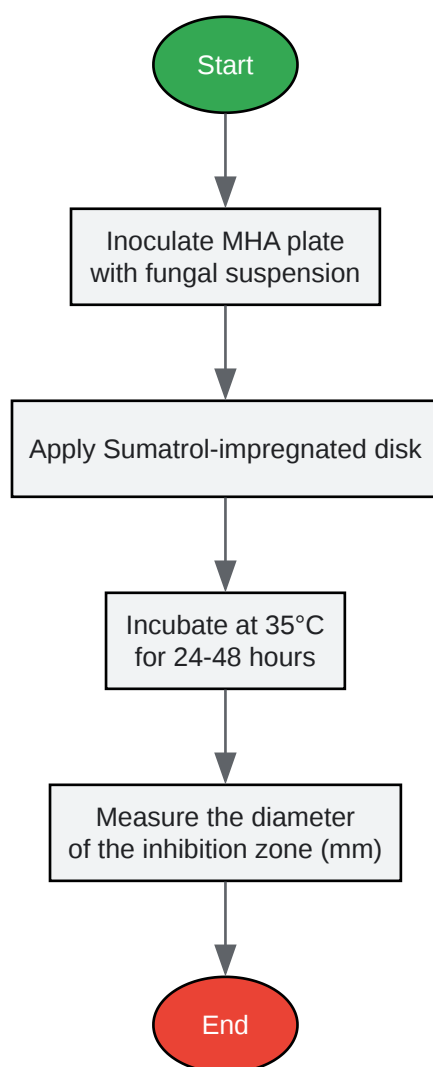 Start
Inoculate MHA plate
with fungal suspension
Apply Sumatrol-impregnated disk
Incubate at 35°C
for 24-48 hours
Measure the diameter
of the inhibition zone (mm)
End